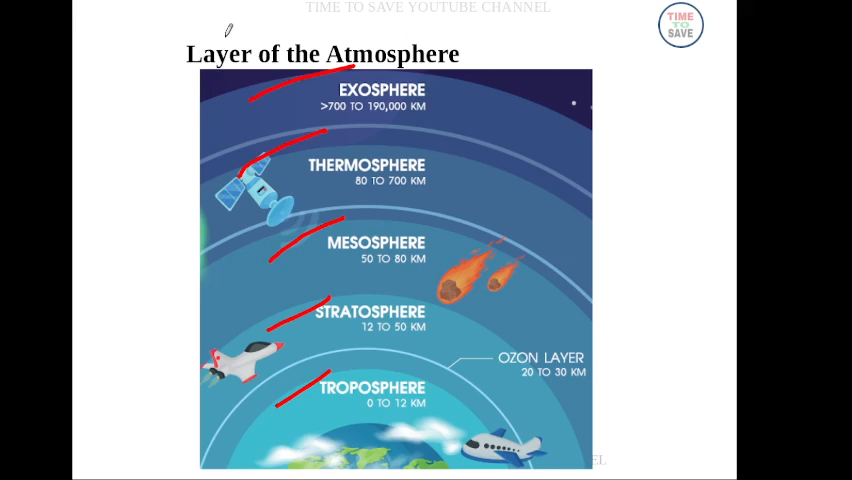 TIME TO SAVE YOUTUBE CHANNEL
TIME
TO
SAVE
Layer of the Atmosphere
EXOSPHERE
>700 TO 190,000 KM
THERMOSPHERE
80 TO 700 KM
MESOSPHERE
50 TO 80 KM
STRATOSPHERE
12 TO 50 KM
OZON LAYER
20 TO 30 KM
TROPOSPHERE
0 TO 12 KM
EL